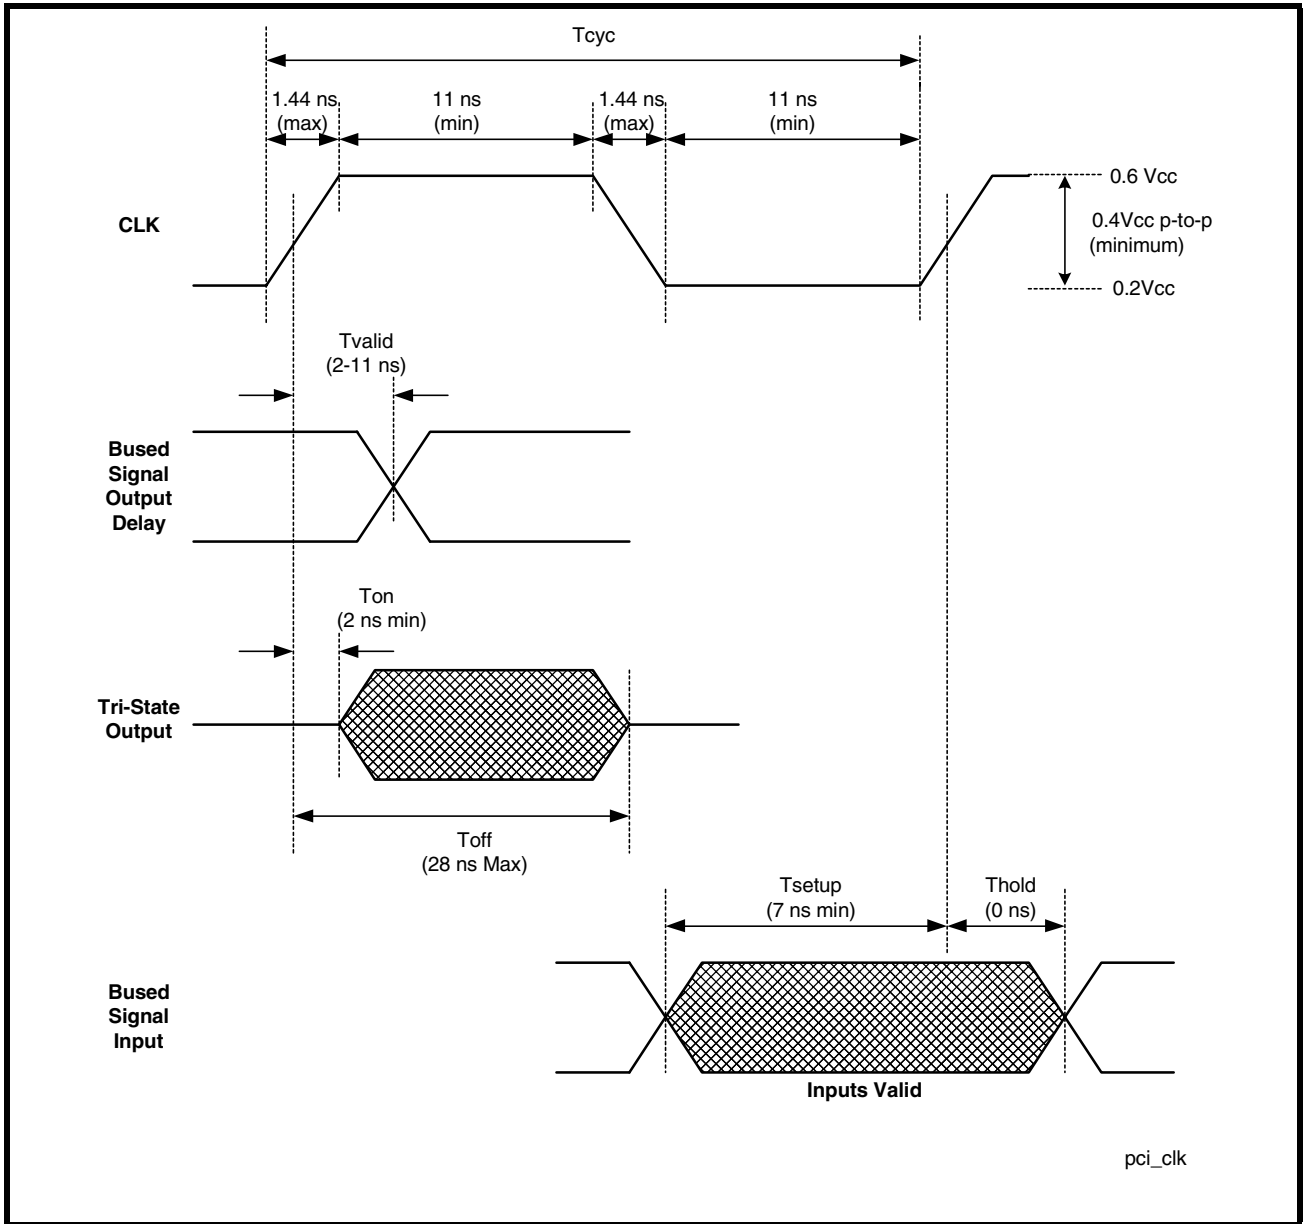 Tcyc
1.44 ns
(max)
11 ns
(min)
1.44 ns
(max)
11 ns
(min)
CLK
0.6 Vcc
0.4Vcc p-to-p
(minimum)
0.2Vcc
Tvalid
(2-11 ns)
Bused
Signal
Output
Delay
Ton
(2 ns min)
Tri-State
Output
Toff
(28 ns Max)
Tsetup
(7 ns min)
Thold
(0 ns)
Bused
Signal
Input
Inputs Valid
pci_clk